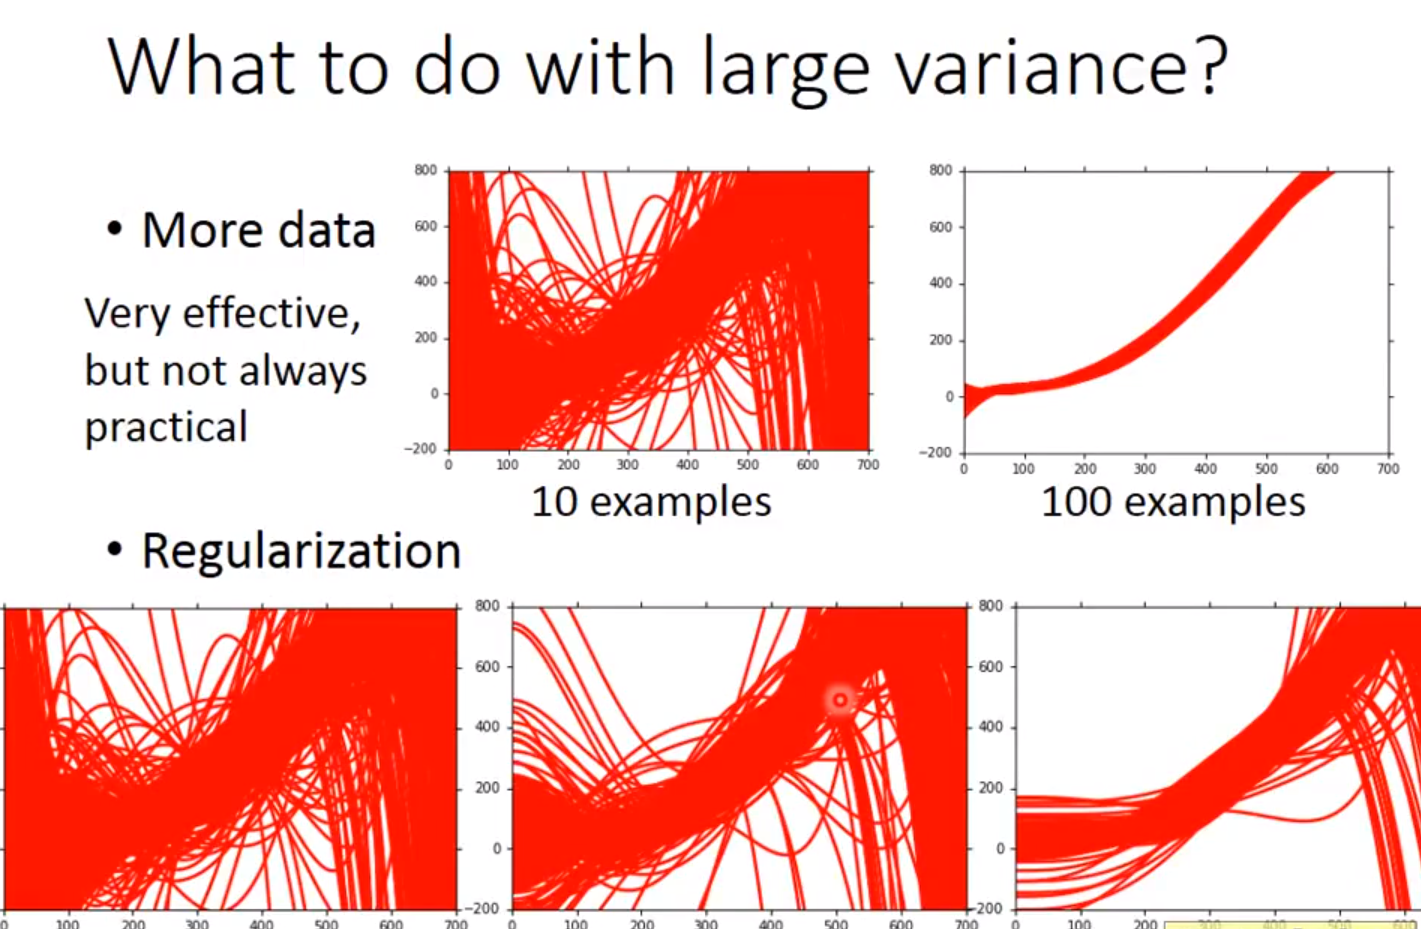 What to do with large variance?
• More data
Very effective,
but not always
practical
800
600
400
200
0
−200
0 100 200 300 400 500 600 700
10 examples
800
600
400
200
0
−200
0 100 200 300 400 500 600 700
100 examples
• Regularization
100 200 300 400 500 600 700
800
600
400
200
0
−200
0 100 200 300 400 500 600 700
800
600
400
200
0
−200
0 100 200 300 400 500 600